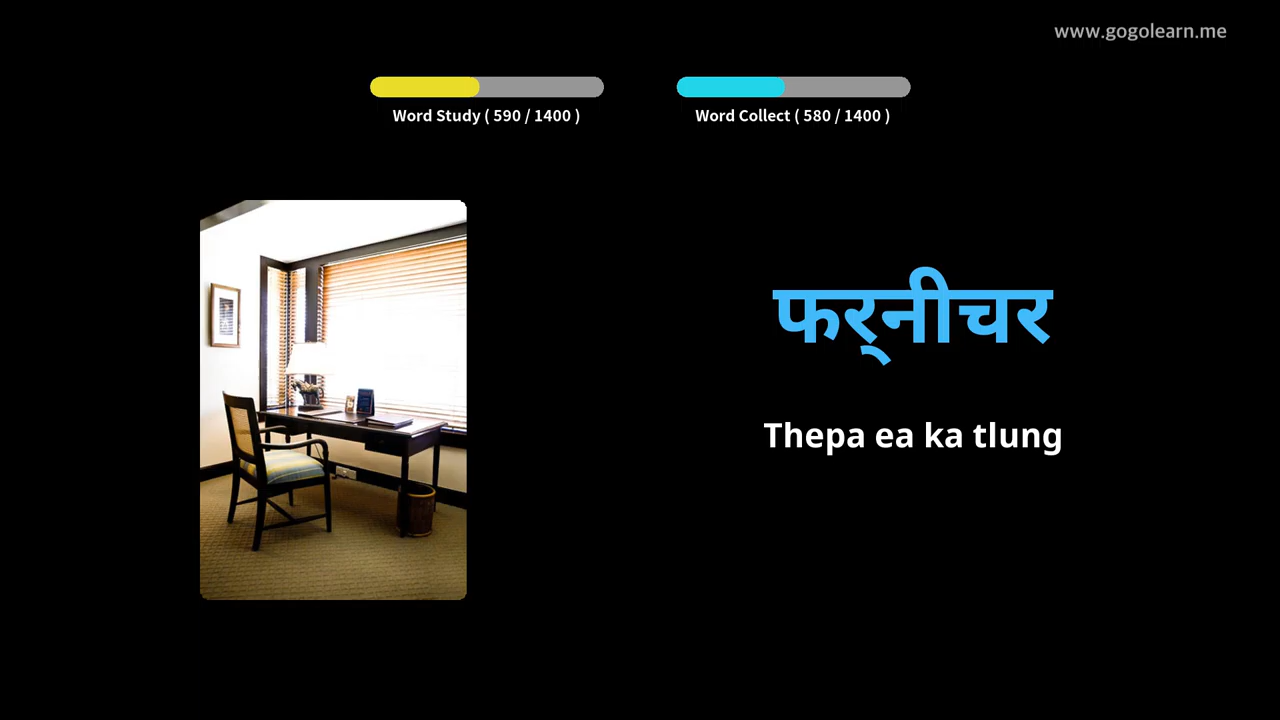 www.gogolearn.me
Word Study ( 590 / 1400 )
Word Collect ( 580 / 1400 )
फर्‌नीचर
Thepa ea ka tlung